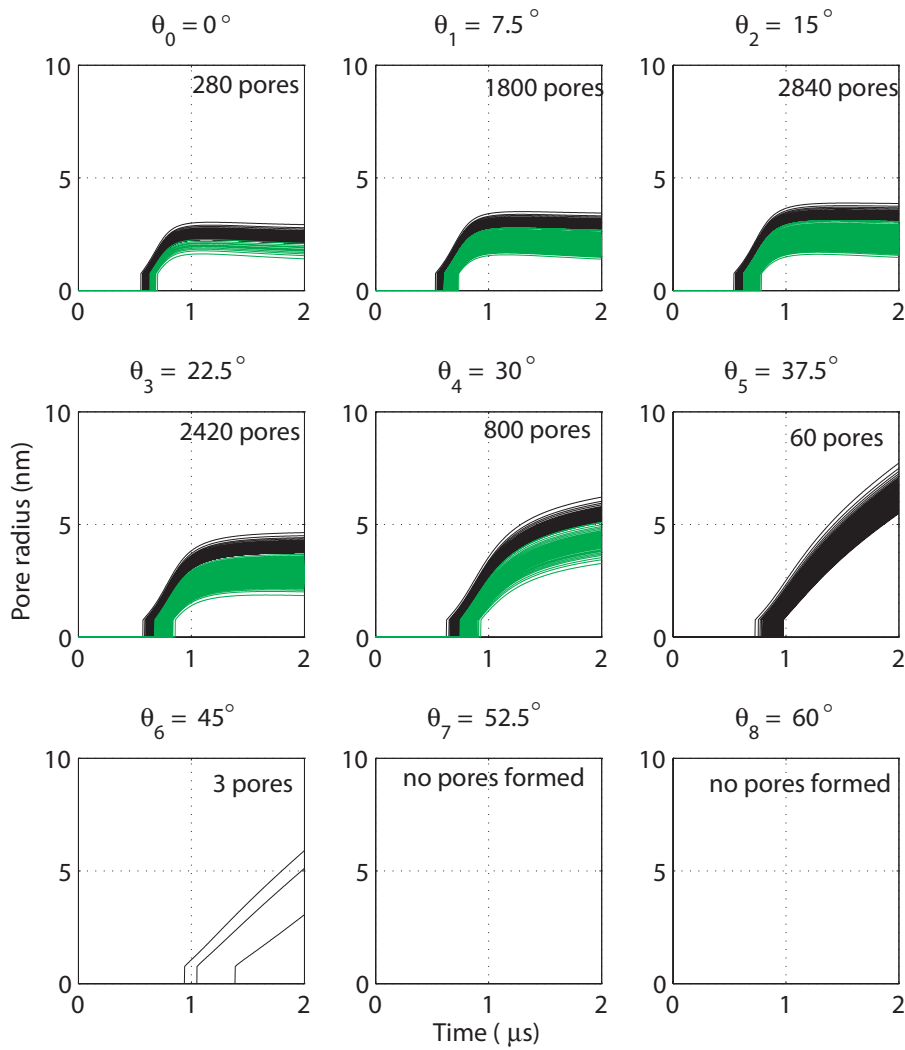 θ0 = 0° θ1 = 7.5° θ2 = 15°
10 280 pores 10 1800 pores 10 2840 pores
5 5 5
0 0 0
0 1 2 0 1 2 0 1 2
θ3 = 22.5° θ4 = 30° θ5 = 37.5°
10 2420 pores 10 800 pores 10 60 pores
Pore radius (nm)
5 5 5
0 0 0
0 1 2 0 1 2 0 1 2
θ6 = 45° θ7 = 52.5° θ8 = 60°
10 3 pores 10 no pores formed 10 no pores formed
5 5 5
0 0 0
0 1 2 0 1 2 0 1 2
Time ( μs)